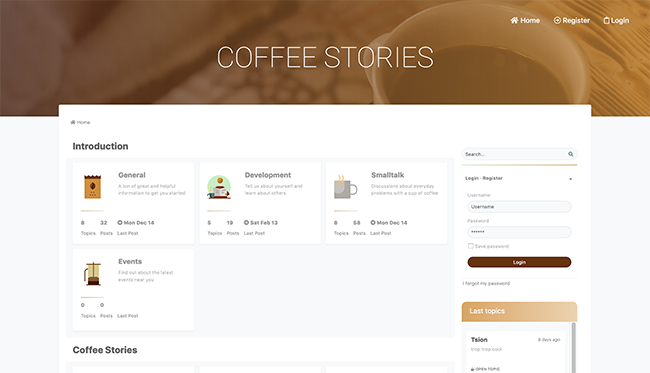 Home Register Login
COFFEE STORIES
Home
Introduction
General
A ton of great and helpful
information to get you started
8 32 Mon Dec 14
Topics Posts Last Post
Development
Tell us about yourself and
learn about others
5 19 Sat Feb 13
Topics Posts Last Post
Smalltalk
Discussions about everyday
problems with a cup of coffee
6 58 Mon Dec 14
Topics Posts Last Post
Events
Find out about the latest
events near you
0 0
Topics Posts Last Post
Coffee Stories
Search...
Login · Register
Username
Username
Password
••••••
Save password
Login
I forgot my password
Last topics
Tsion 8 days ago
OPEN TOPIC